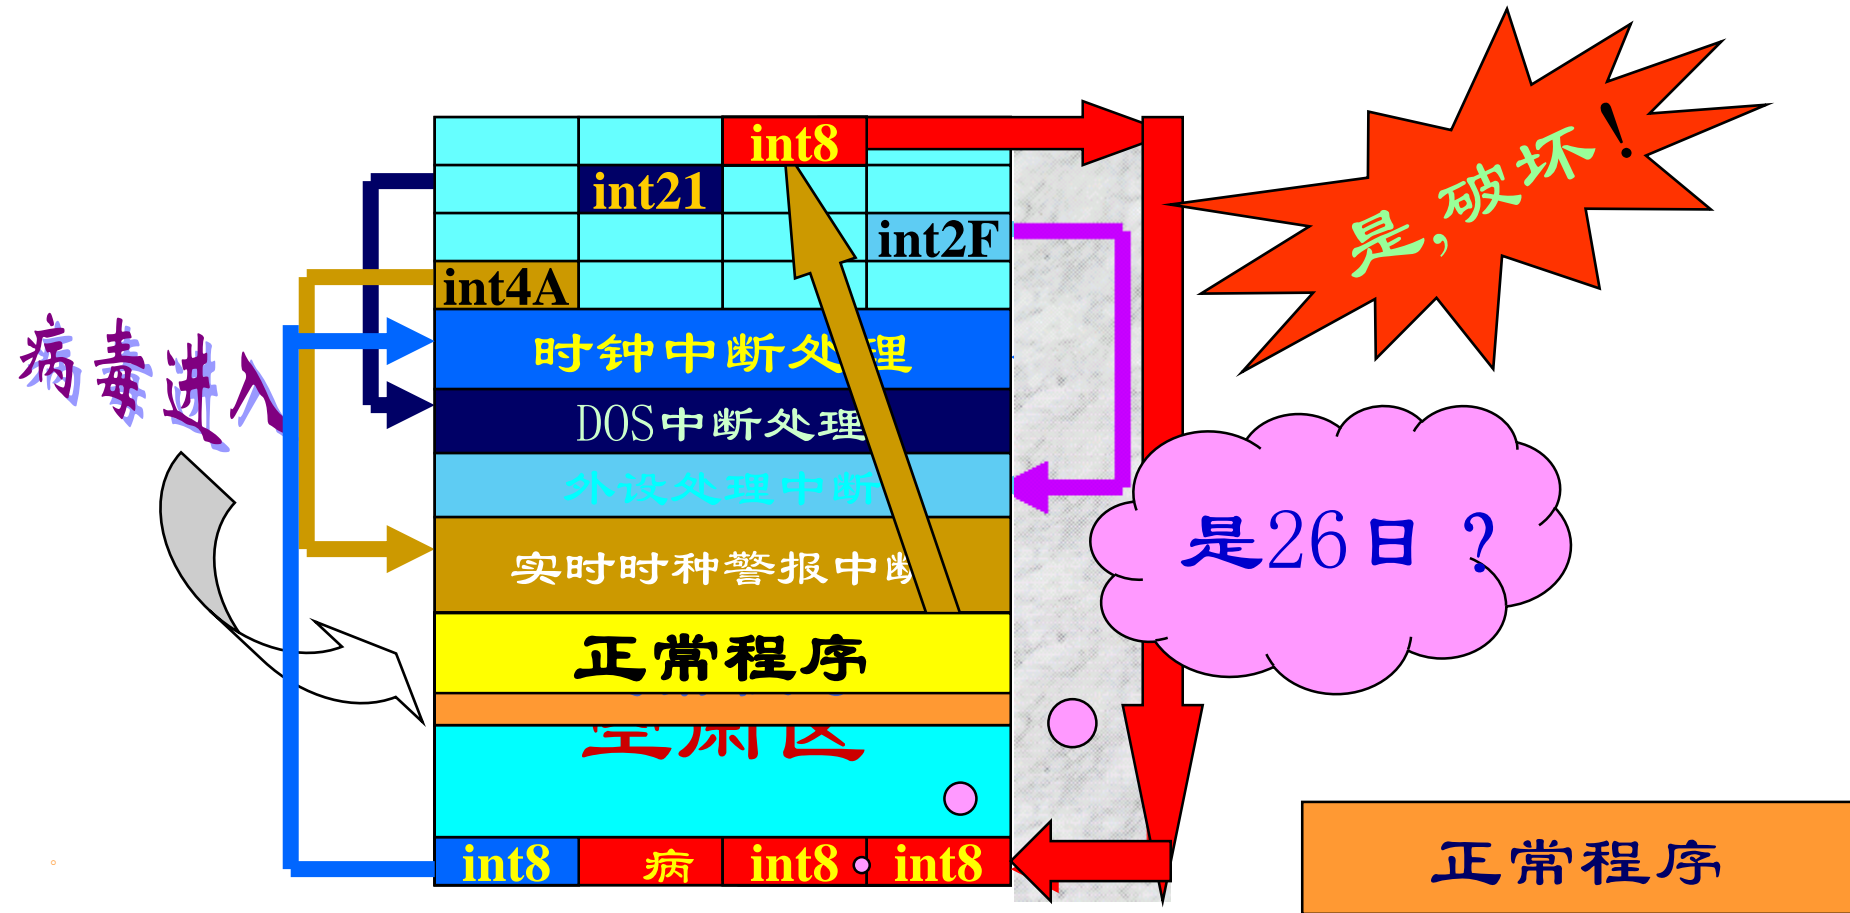 int8
int21
int2F
int4A
是,破坏!
病毒进入
时钟中断处理
DOS中断处理
外设处理中断
实时时种警报中断
是26日？
正常程序
int8
病
int8
int8
正常程序